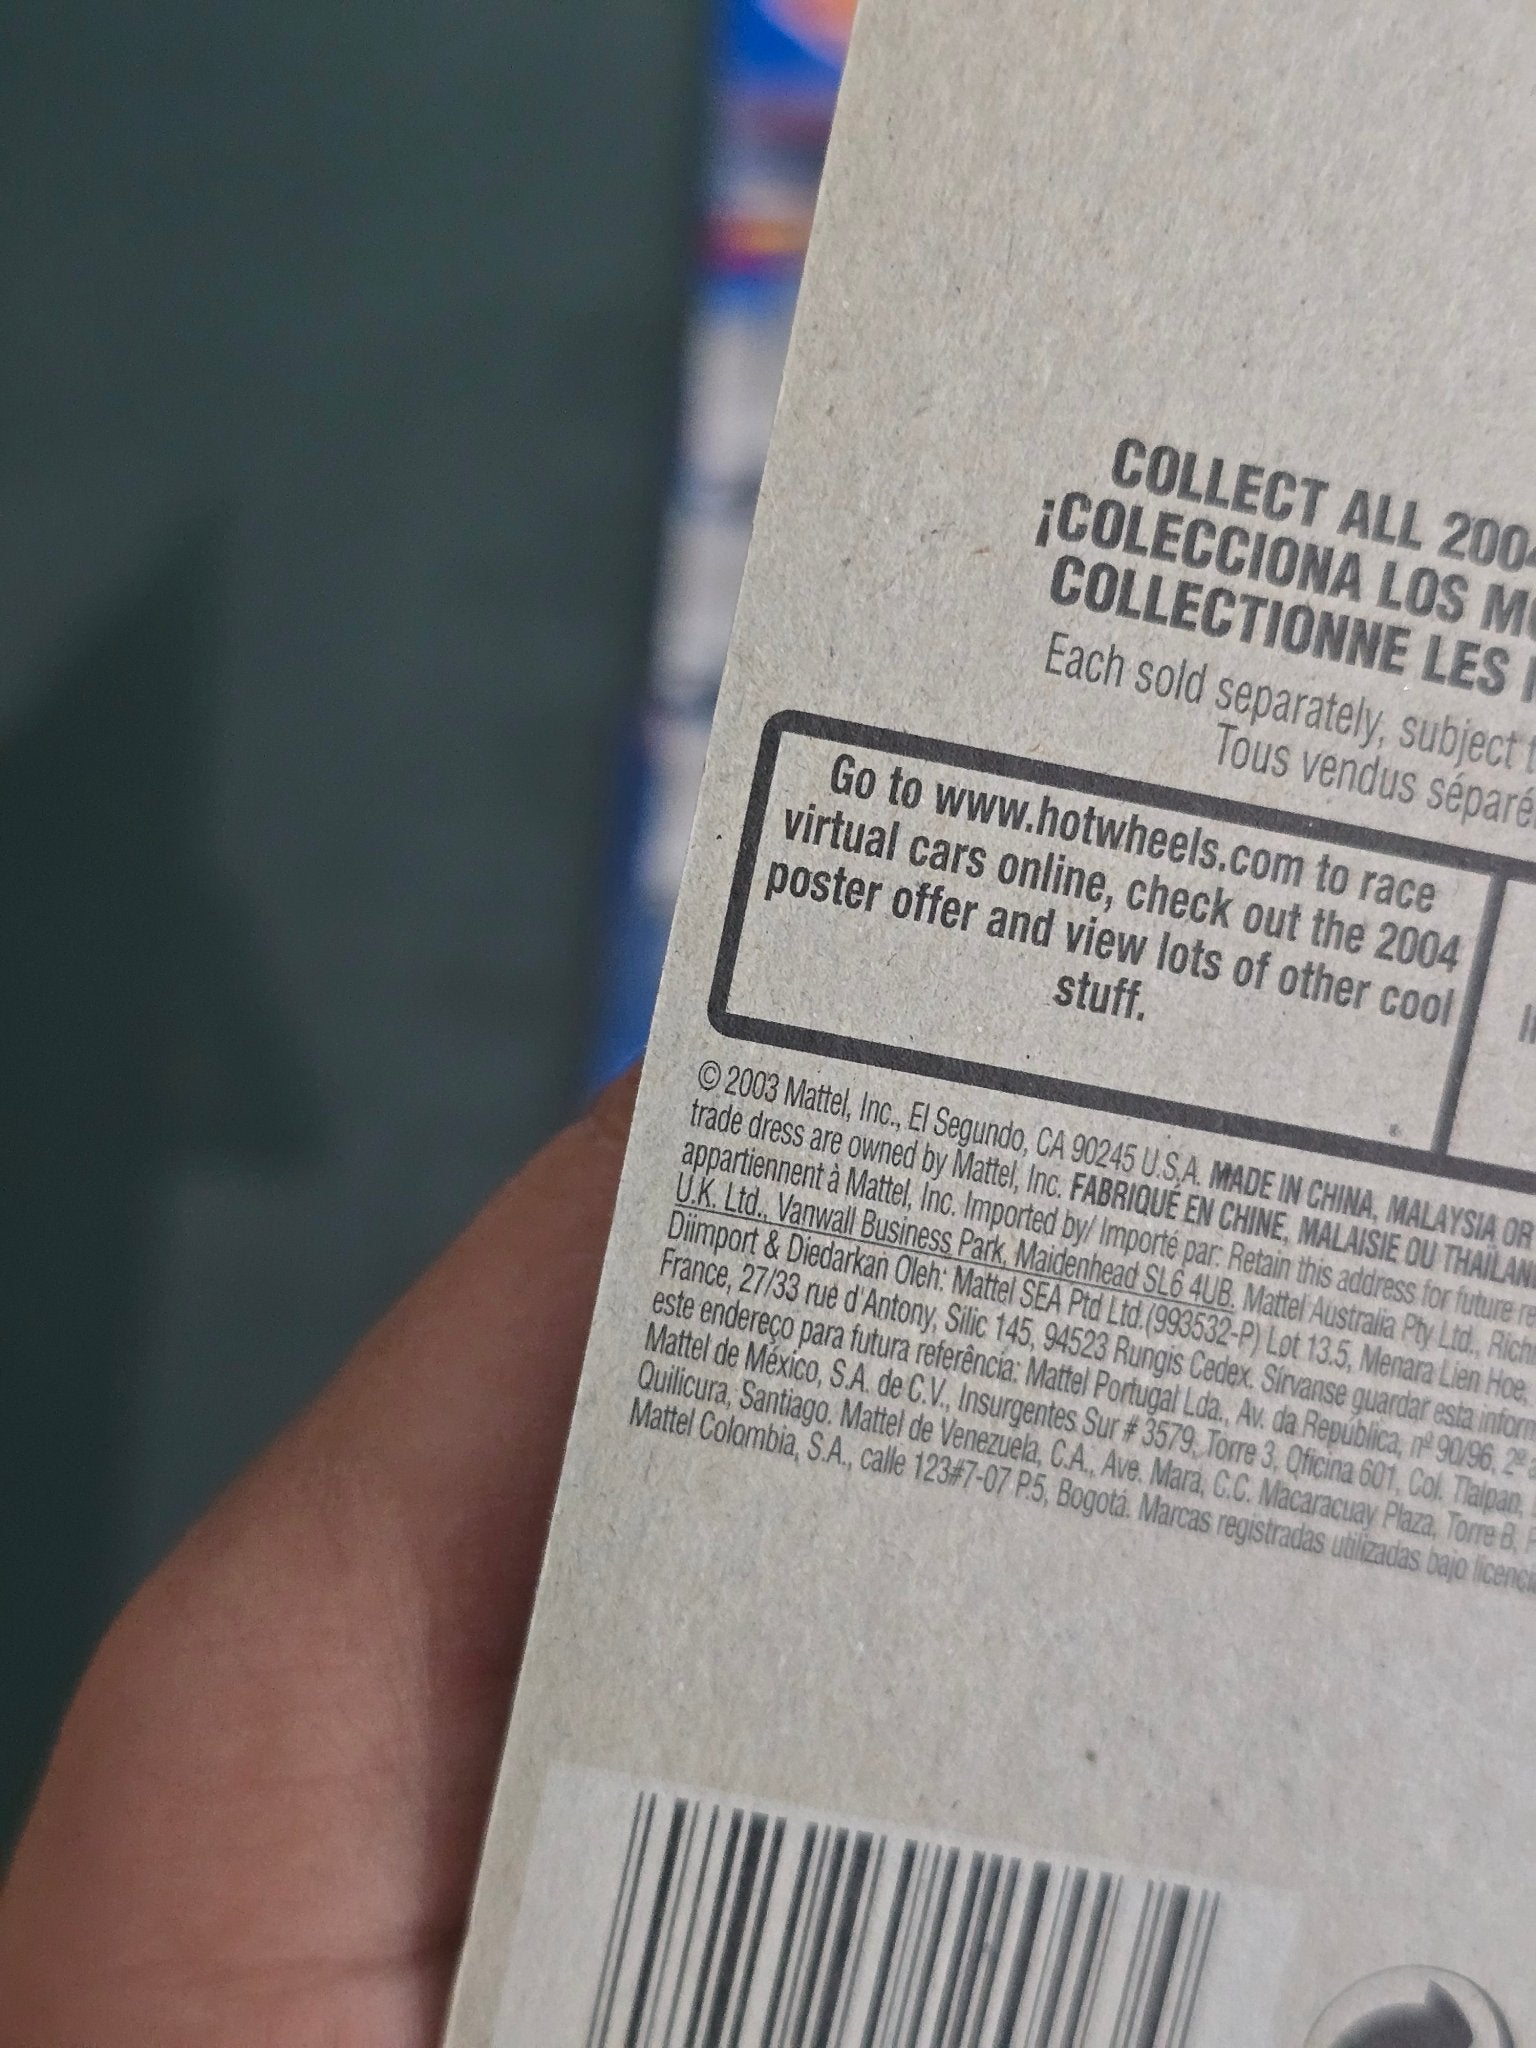 COLLECT ALL 2004
¡COLECCIONA LOS
COLLECTIONNE LES
Each sold separately, subject
Tous vendus
Go to www.hotwheels.com to race
virtual cars online, check out the 2004
poster offer and view lots of other cool
stuff.
© 2003 Mattel, Inc., El Segundo, CA 90245 U.S.A. MADE IN CHINA, MALAYSIA OR
trade dress are owned by Mattel, Inc. FABRIQUÉ EN CHINE, MALAISIE OU
appartiennent à Mattel, Inc. Imported by/ Importé par: Retain this address for future
U.K. Ltd., Vanwall Business Park, Maidenhead SL6 4UB. Mattel Australia Pty Ltd.,
Diimport & Diedarkan Oleh: Mattel SEA Ptd Ltd.(993532-P) Lot 13.5, Menara Lien Hoe,
France, 27/33 rue d'Antony, Silic 145, 94523 Rungis Cedex. Sírvanse guardar esta
este endereço para futura referência: Mattel Portugal Lda., Av. da República, nº 90/96, 2º
Mattel de México, S.A. de C.V., Insurgentes Sur # 3579, Torre 3, Oficina 601, Col. Tlalpan,
Quilicura, Santiago. Mattel de Venezuela, C.A., Ave. Mara, C.C. Macaracuay Plaza, Torre B,
Mattel Colombia, S.A., calle 123#7-07 P.5, Bogotá. Marcas registradas utilizadas bajo